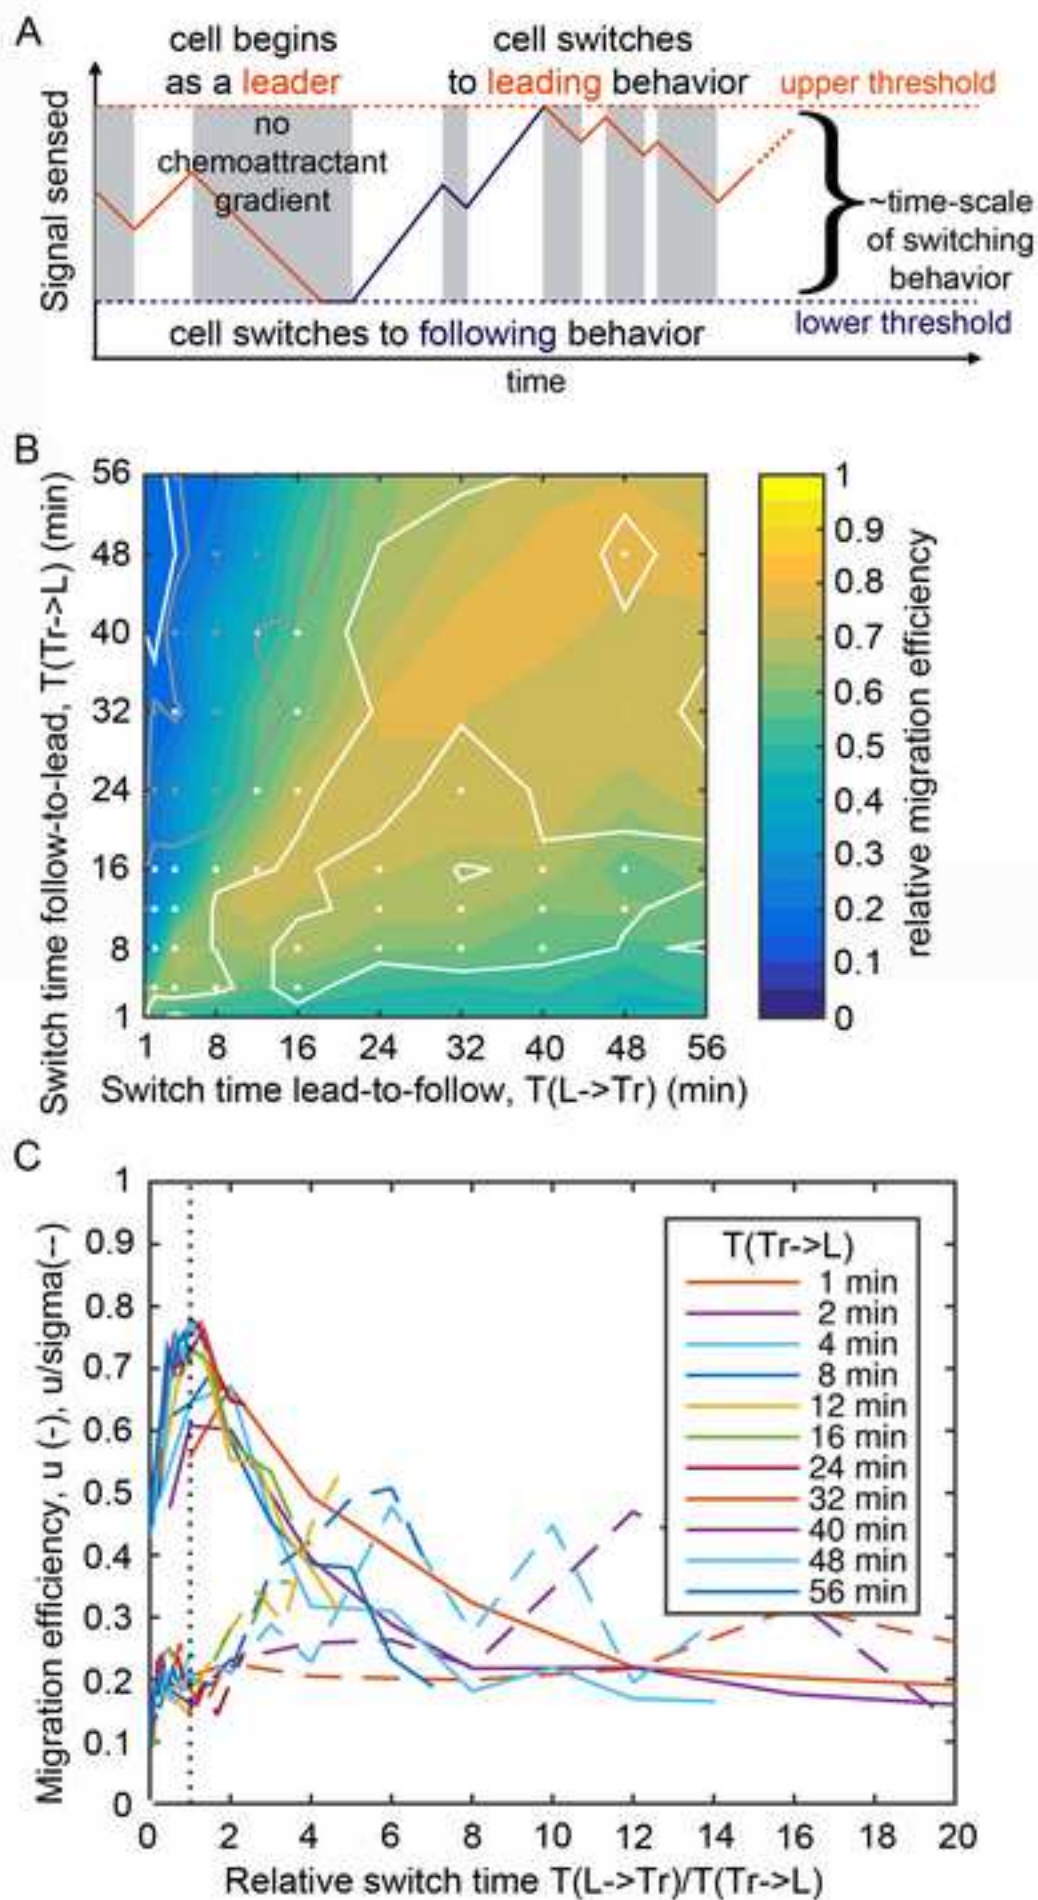 A
cell begins
as a leader
cell switches
to leading behavior
upper threshold
Signal sensed
no
chemoattractant
gradient
~time-scale
of switching
behavior
lower threshold
cell switches to following behavior
time
B
Switch time follow-to-lead, T(Tr->L) (min)
56
48
40
32
24
16
8
1
1 8 16 24 32 40 48 56
Switch time lead-to-follow, T(L->Tr) (min)
1
0.9
0.8
0.7
0.6
0.5
0.4
0.3
0.2
0.1
0
relative migration efficiency
C
Migration efficiency, u (-), u/sigma(--)
1
0.9
0.8
0.7
0.6
0.5
0.4
0.3
0.2
0.1
0
T(Tr->L)
1 min
2 min
4 min
8 min
12 min
16 min
24 min
32 min
40 min
48 min
56 min
0 2 4 6 8 10 12 14 16 18 20
Relative switch time T(L->Tr)/T(Tr->L)